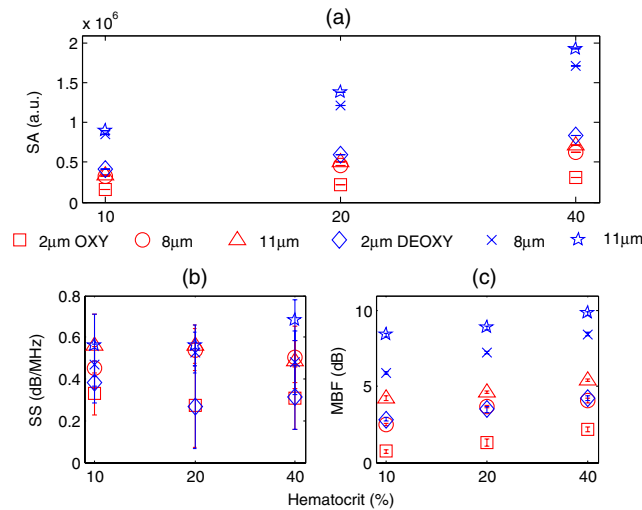 (a)
x 10⁶
2
1.5
1
0.5
0
SA (a.u.)
10 20 40
2μm OXY 8μm 11μm 2μm DEOXY 8μm 11μm
(b)
0.8
0.6
0.4
0.2
0
SS (dB/MHz)
10 20 40
(c)
10
5
0
MBF (dB)
10 20 40
Hematocrit (%)